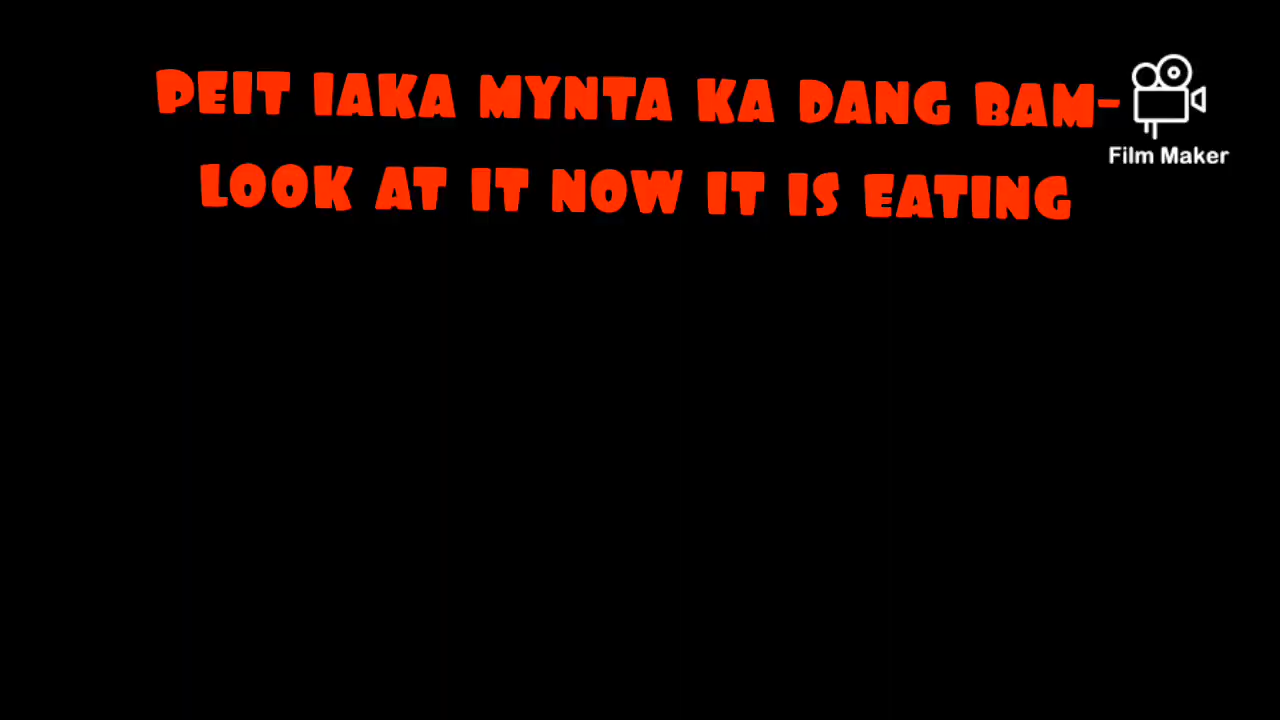 PEIT IAKA MYNTA KA DANG BAM-
LOOK AT IT NOW IT IS EATING
Film Maker